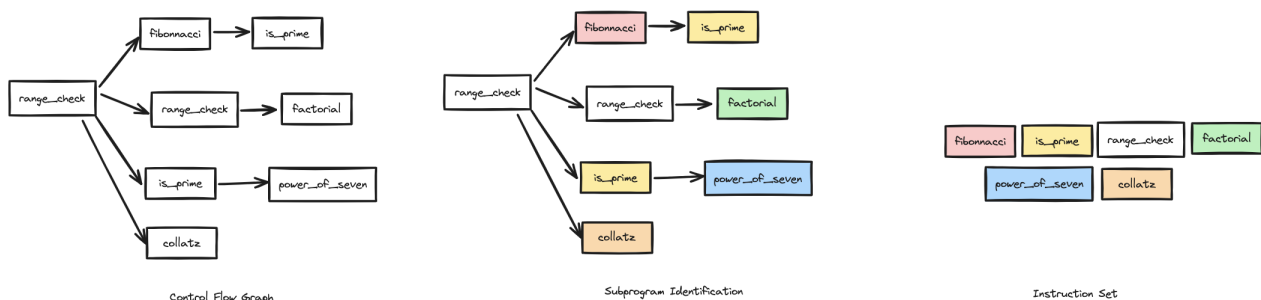 fibonnacci
is_prime
range_check
range_check
factorial
is_prime
power_of_seven
collatz
Control Flow Graph
fibonnacci
is_prime
range_check
range_check
factorial
is_prime
power_of_seven
collatz
Subprogram Identification
fibonnacci
is_prime
range_check
factorial
power_of_seven
collatz
Instruction Set